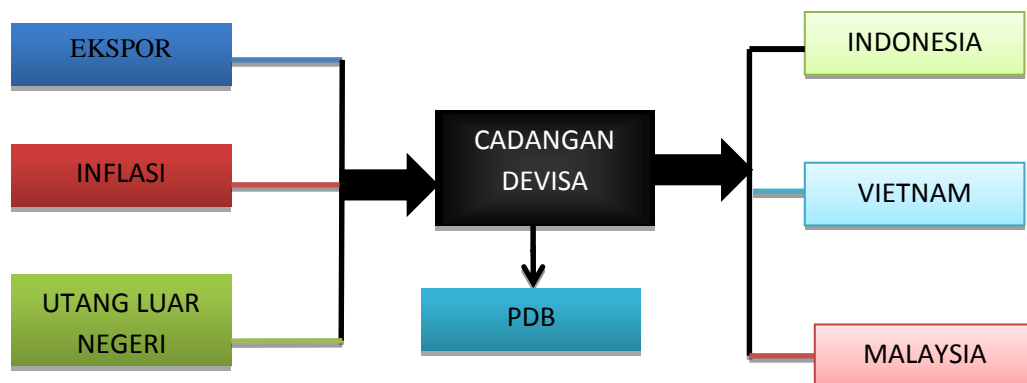 EKSPOR
INFLASI
UTANG LUAR
NEGERI
CADANGAN
DEVISA
PDB
INDONESIA
VIETNAM
MALAYSIA